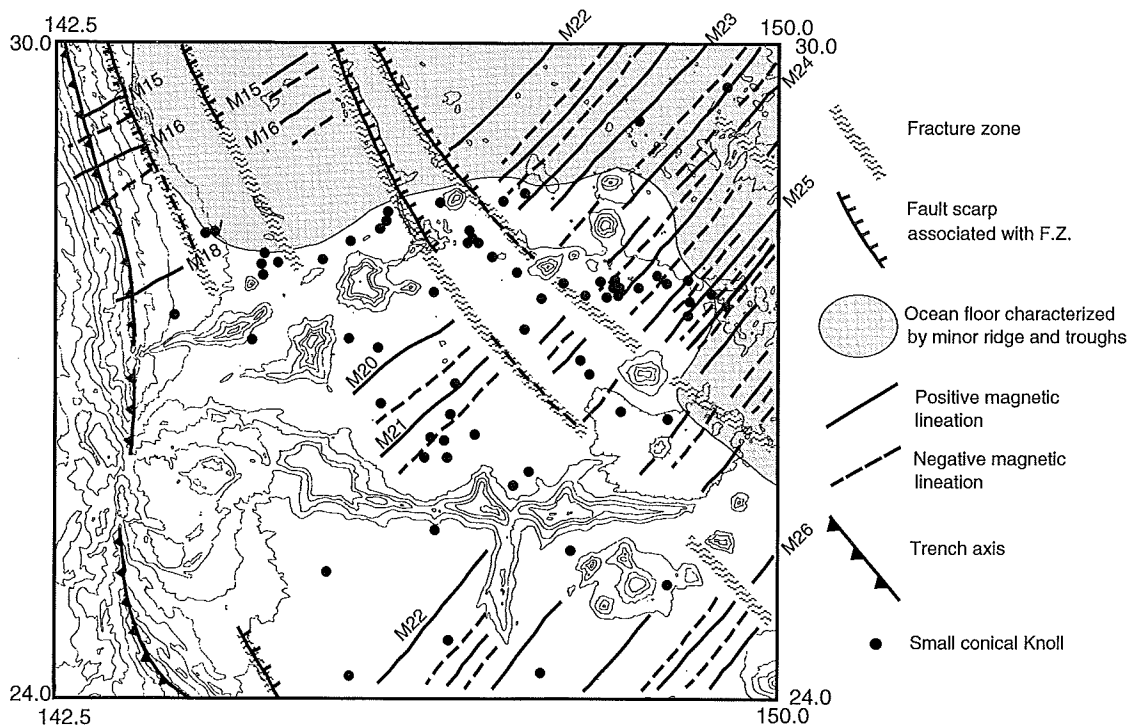 142.5
150.0
30.0
30.0
M22
M23
M24
M15
M15
M16
M16
M25
M18
M20
M21
M26
M22
24.0
24.0
142.5
150.0
Fracture zone
Fault scarp
associated with F.Z.
Ocean floor characterized
by minor ridge and troughs
Positive magnetic
lineation
Negative magnetic
lineation
Trench axis
Small conical Knoll